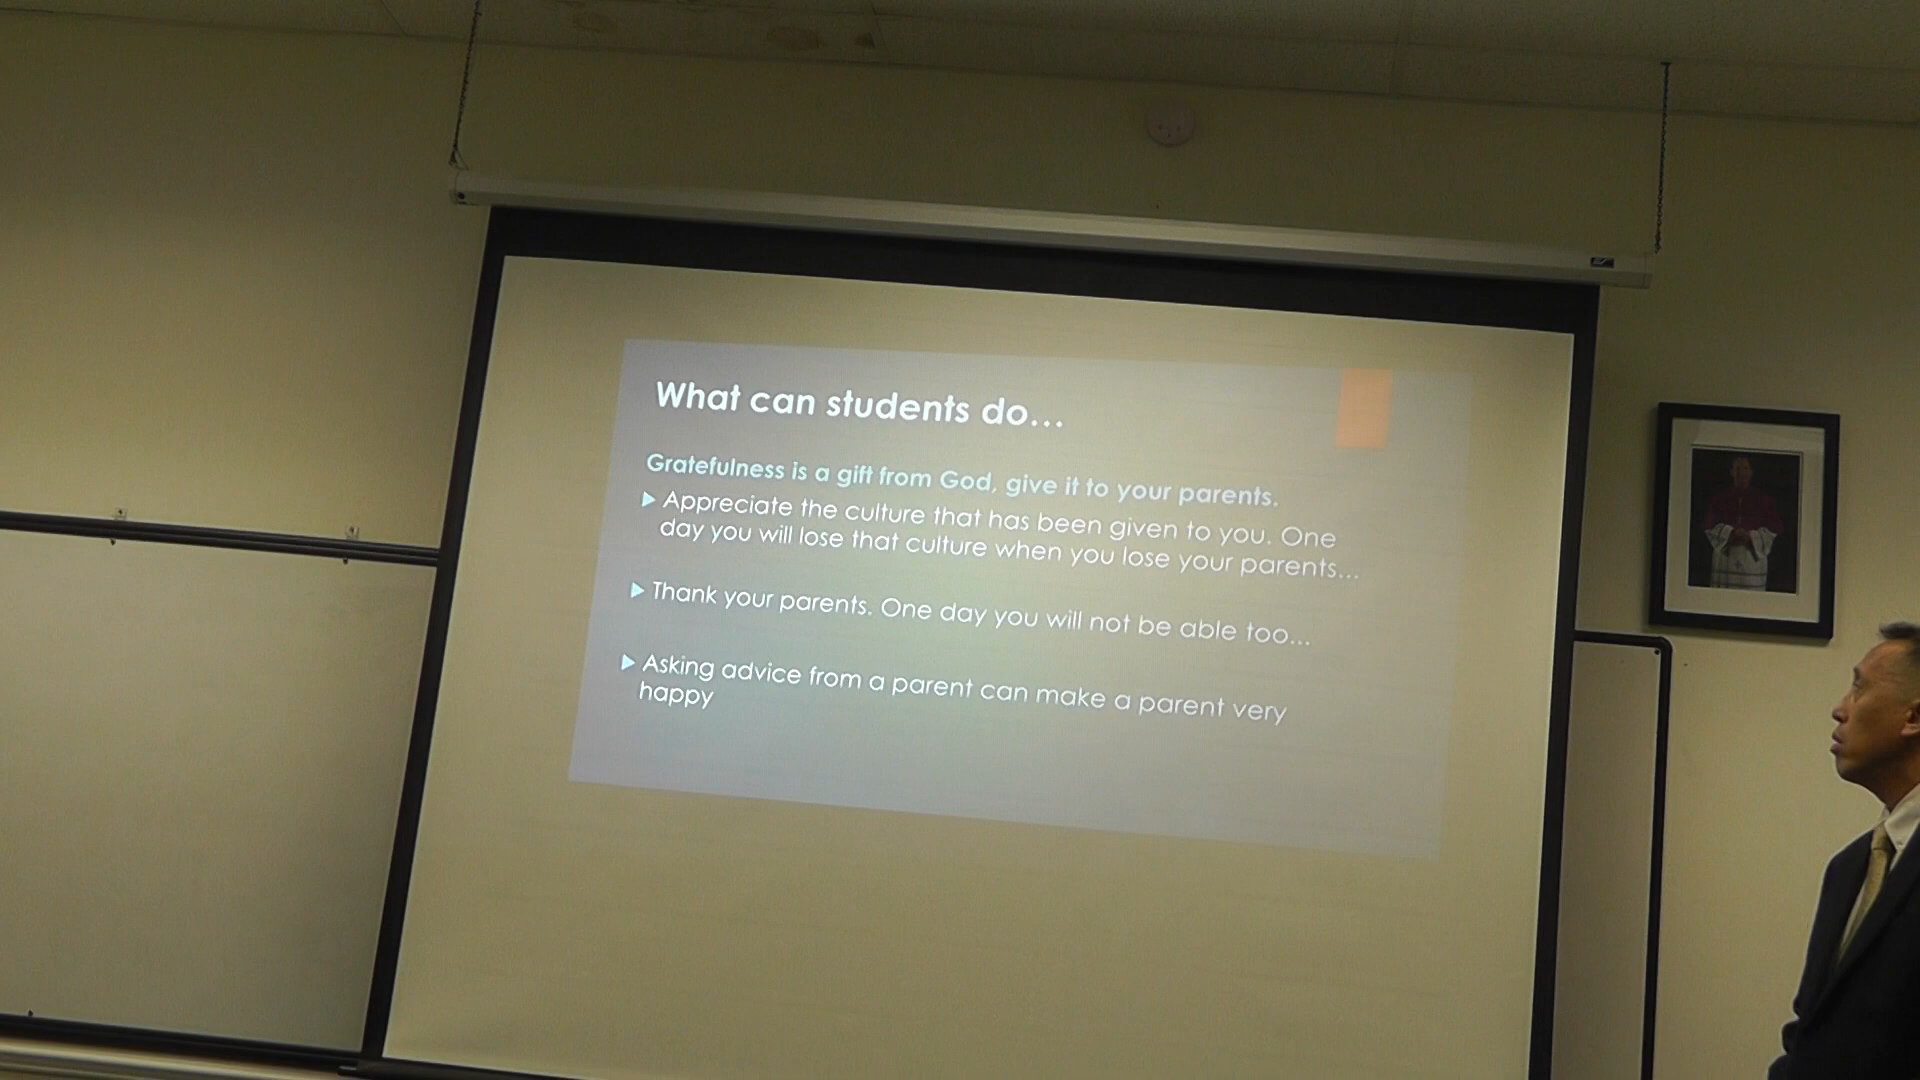 What can students do...
Gratefulness is a gift from God, give it to your parents.
Appreciate the culture that has been given to you. One
day you will lose that culture when you lose your parents...
Thank your parents. One day you will not be able too...
Asking advice from a parent can make a parent very
happy